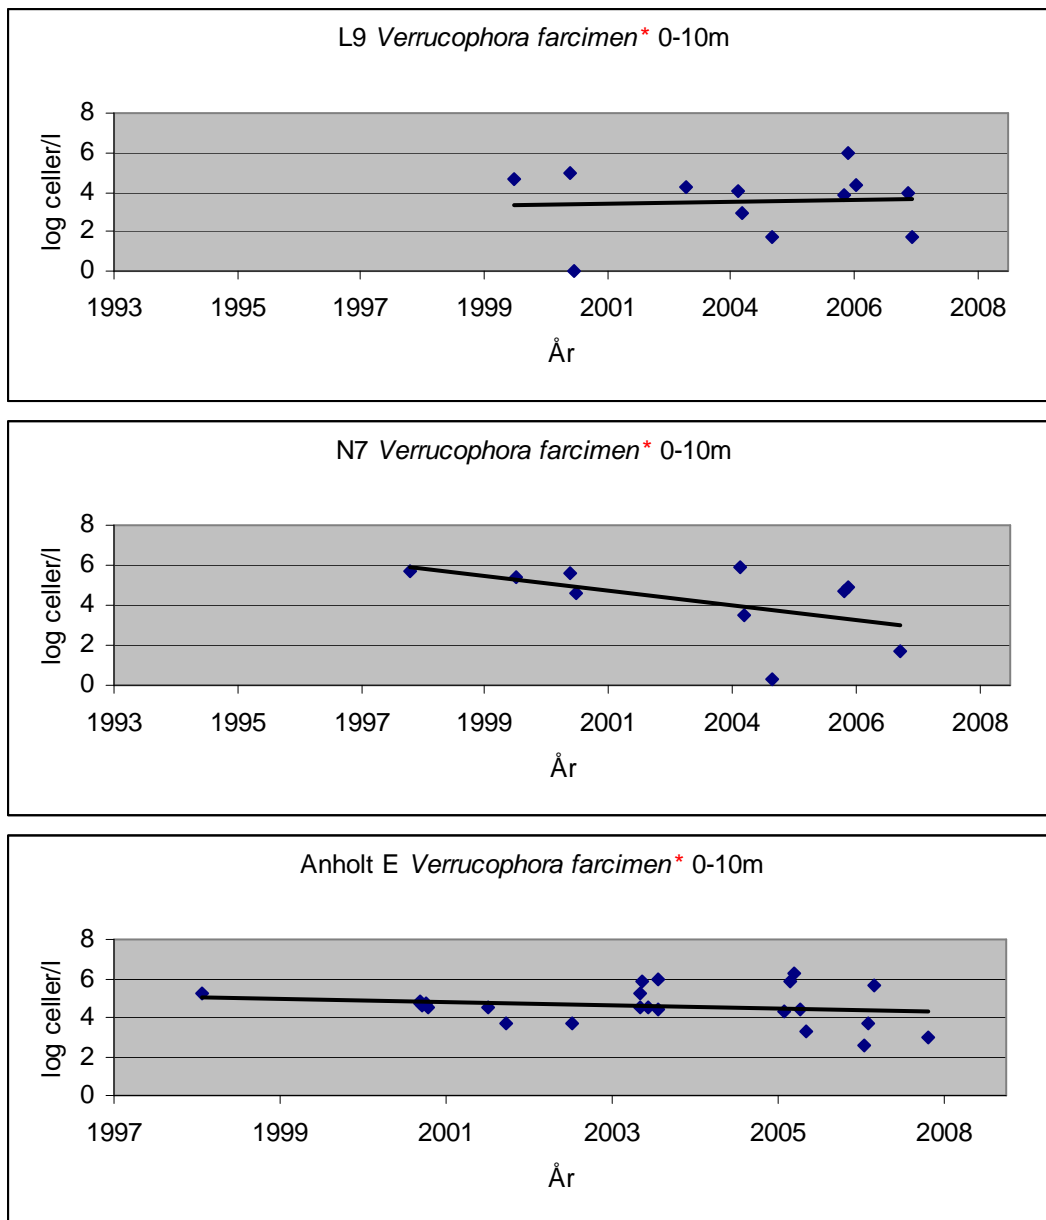 L9 Verrucophora farcimen* 0-10m
8
6
4
2
0
log celler/l
1993 1995 1997 1999 2001 2004 2006 2008
År
N7 Verrucophora farcimen* 0-10m
8
6
4
2
0
log celler/l
1993 1995 1997 1999 2001 2004 2006 2008
År
Anholt E Verrucophora farcimen* 0-10m
8
6
4
2
0
log celler/l
1997 1999 2001 2003 2005 2008
År